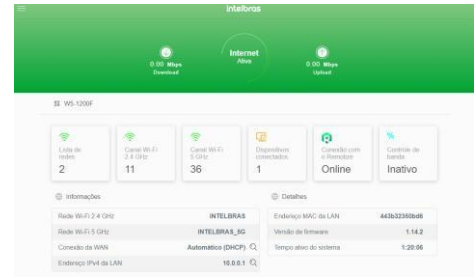 intelbras
Internet
Ativa
0.00 Mbps
Download
0.00 Mbps
Upload
WS-1200F
Lista de redes
2
Canal Wi-Fi 2.4 GHz
11
Canal Wi-Fi 5 GHz
36
Dispositivos conectados
1
Conexão com o Remotize
Online
Controle de banda
Inativo
Informações
Rede Wi-Fi 2.4 GHz INTELBRAS
Rede Wi-Fi 5 GHz INTELBRAS_5G
Conexão da WAN Automático (DHCP)
Endereço IPv4 da LAN 10.0.0.1
Detalhes
Endereço MAC da LAN 443b32360bd6
Versão de firmware 1.14.2
Tempo ativo do sistema 1:20:06